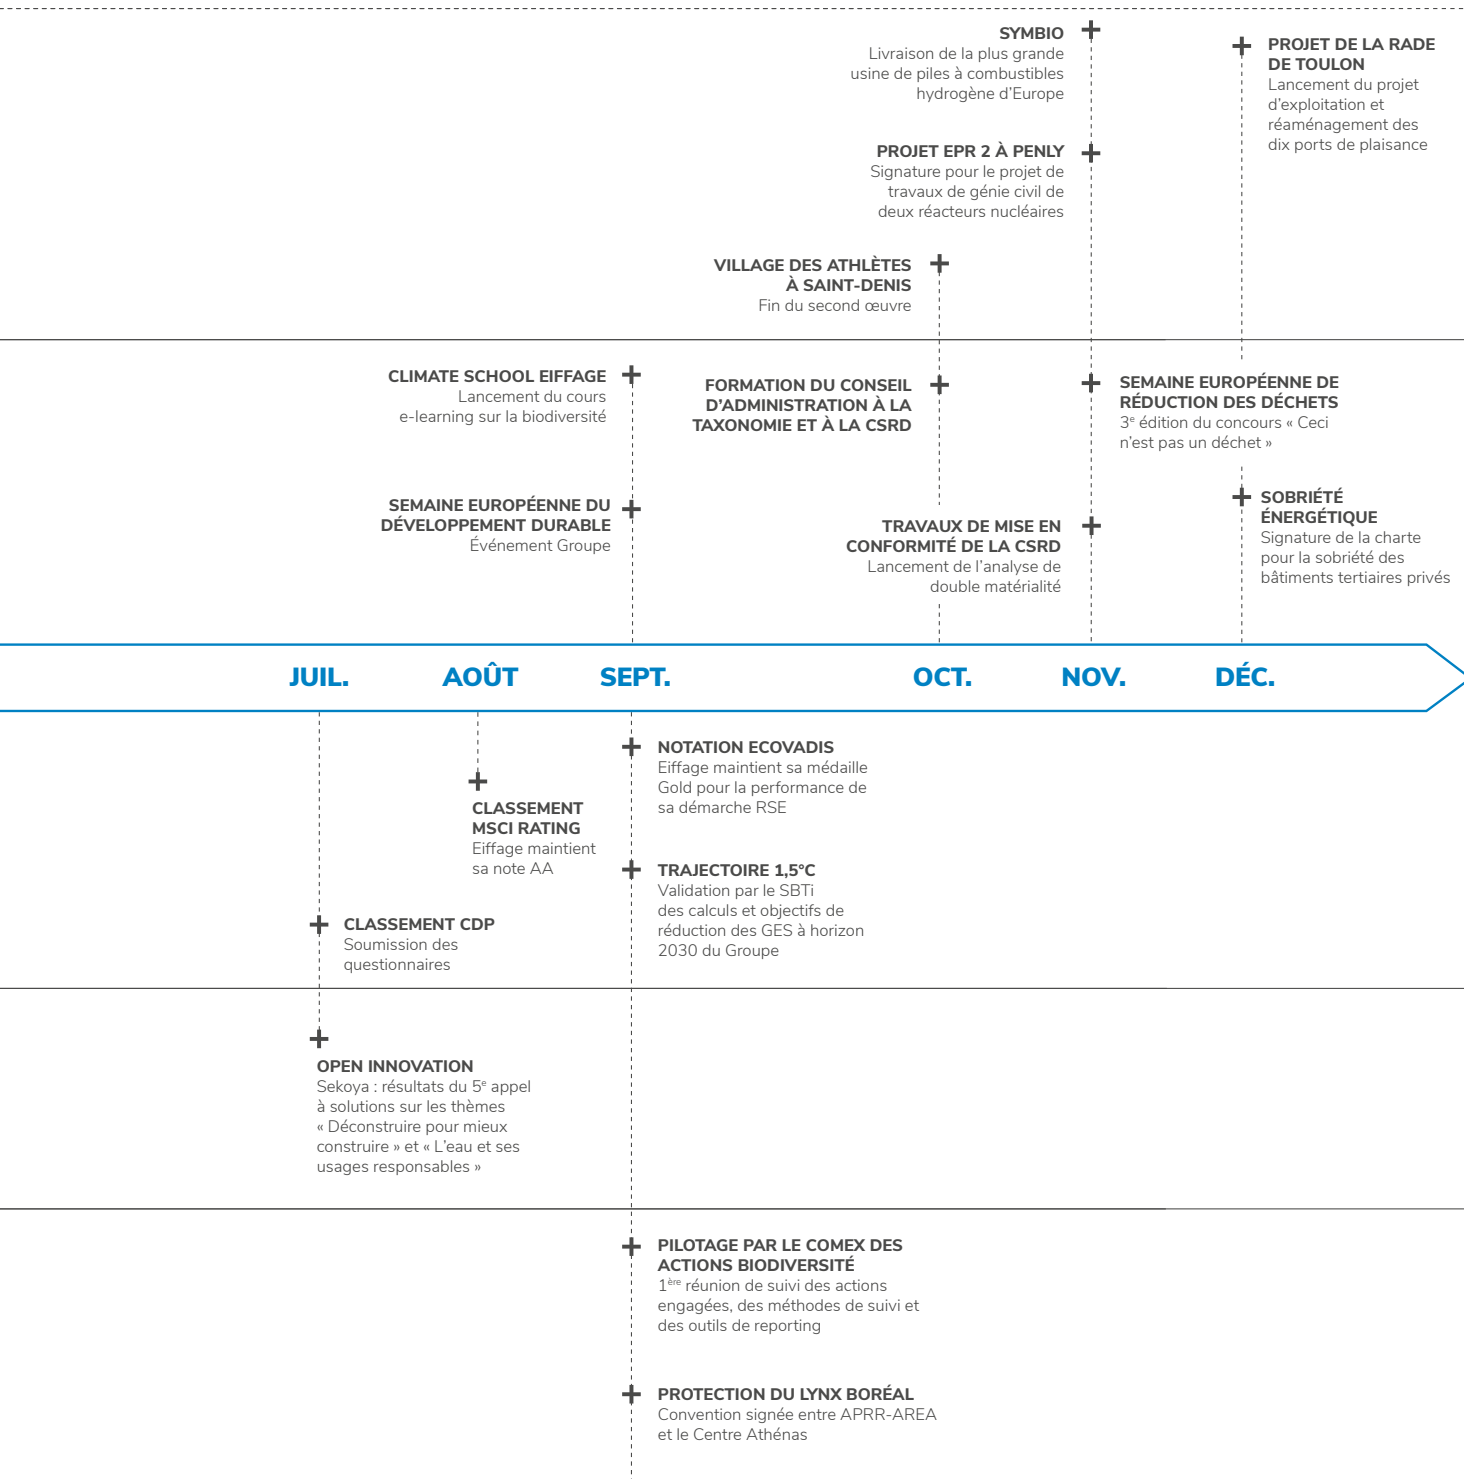 SYMBIO
Livraison de la plus grande
usine de piles à combustibles
hydrogène d’Europe
PROJET DE LA RADE
DE TOULON
Lancement du projet
d’exploitation et
réaménagement des
dix ports de plaisance
PROJET EPR 2 À PENLY
Signature pour le projet de
travaux de génie civil de
deux réacteurs nucléaires
VILLAGE DES ATHLÈTES
À SAINT-DENIS
Fin du second œuvre
CLIMATE SCHOOL EIFFAGE
Lancement du cours
e-learning sur la biodiversité
FORMATION DU CONSEIL
D’ADMINISTRATION À LA
TAXONOMIE ET À LA CSRD
SEMAINE EUROPÉENNE DE
RÉDUCTION DES DÉCHETS
3e édition du concours « Ceci
n’est pas un déchet »
SEMAINE EUROPÉENNE DU
DÉVELOPPEMENT DURABLE
Événement Groupe
TRAVAUX DE MISE EN
CONFORMITÉ DE LA CSRD
Lancement de l’analyse de
double matérialité
SOBRIÉTÉ
ÉNERGÉTIQUE
Signature de la charte
pour la sobriété des
bâtiments tertiaires privés
JUIL. AOÛT SEPT. OCT. NOV. DÉC.
NOTATION ECOVADIS
Eiffage maintient sa médaille
Gold pour la performance de
sa démarche RSE
CLASSEMENT
MSCI RATING
Eiffage maintient
sa note AA
TRAJECTOIRE 1,5°C
Validation par le SBTi
des calculs et objectifs de
réduction des GES à horizon
2030 du Groupe
CLASSEMENT CDP
Soumission des
questionnaires
OPEN INNOVATION
Sekoya : résultats du 5e appel
à solutions sur les thèmes
« Déconstruire pour mieux
construire » et « L’eau et ses
usages responsables »
PILOTAGE PAR LE COMEX DES
ACTIONS BIODIVERSITÉ
1ère réunion de suivi des actions
engagées, des méthodes de suivi et
des outils de reporting
PROTECTION DU LYNX BORÉAL
Convention signée entre APRR-AREA
et le Centre Athénas